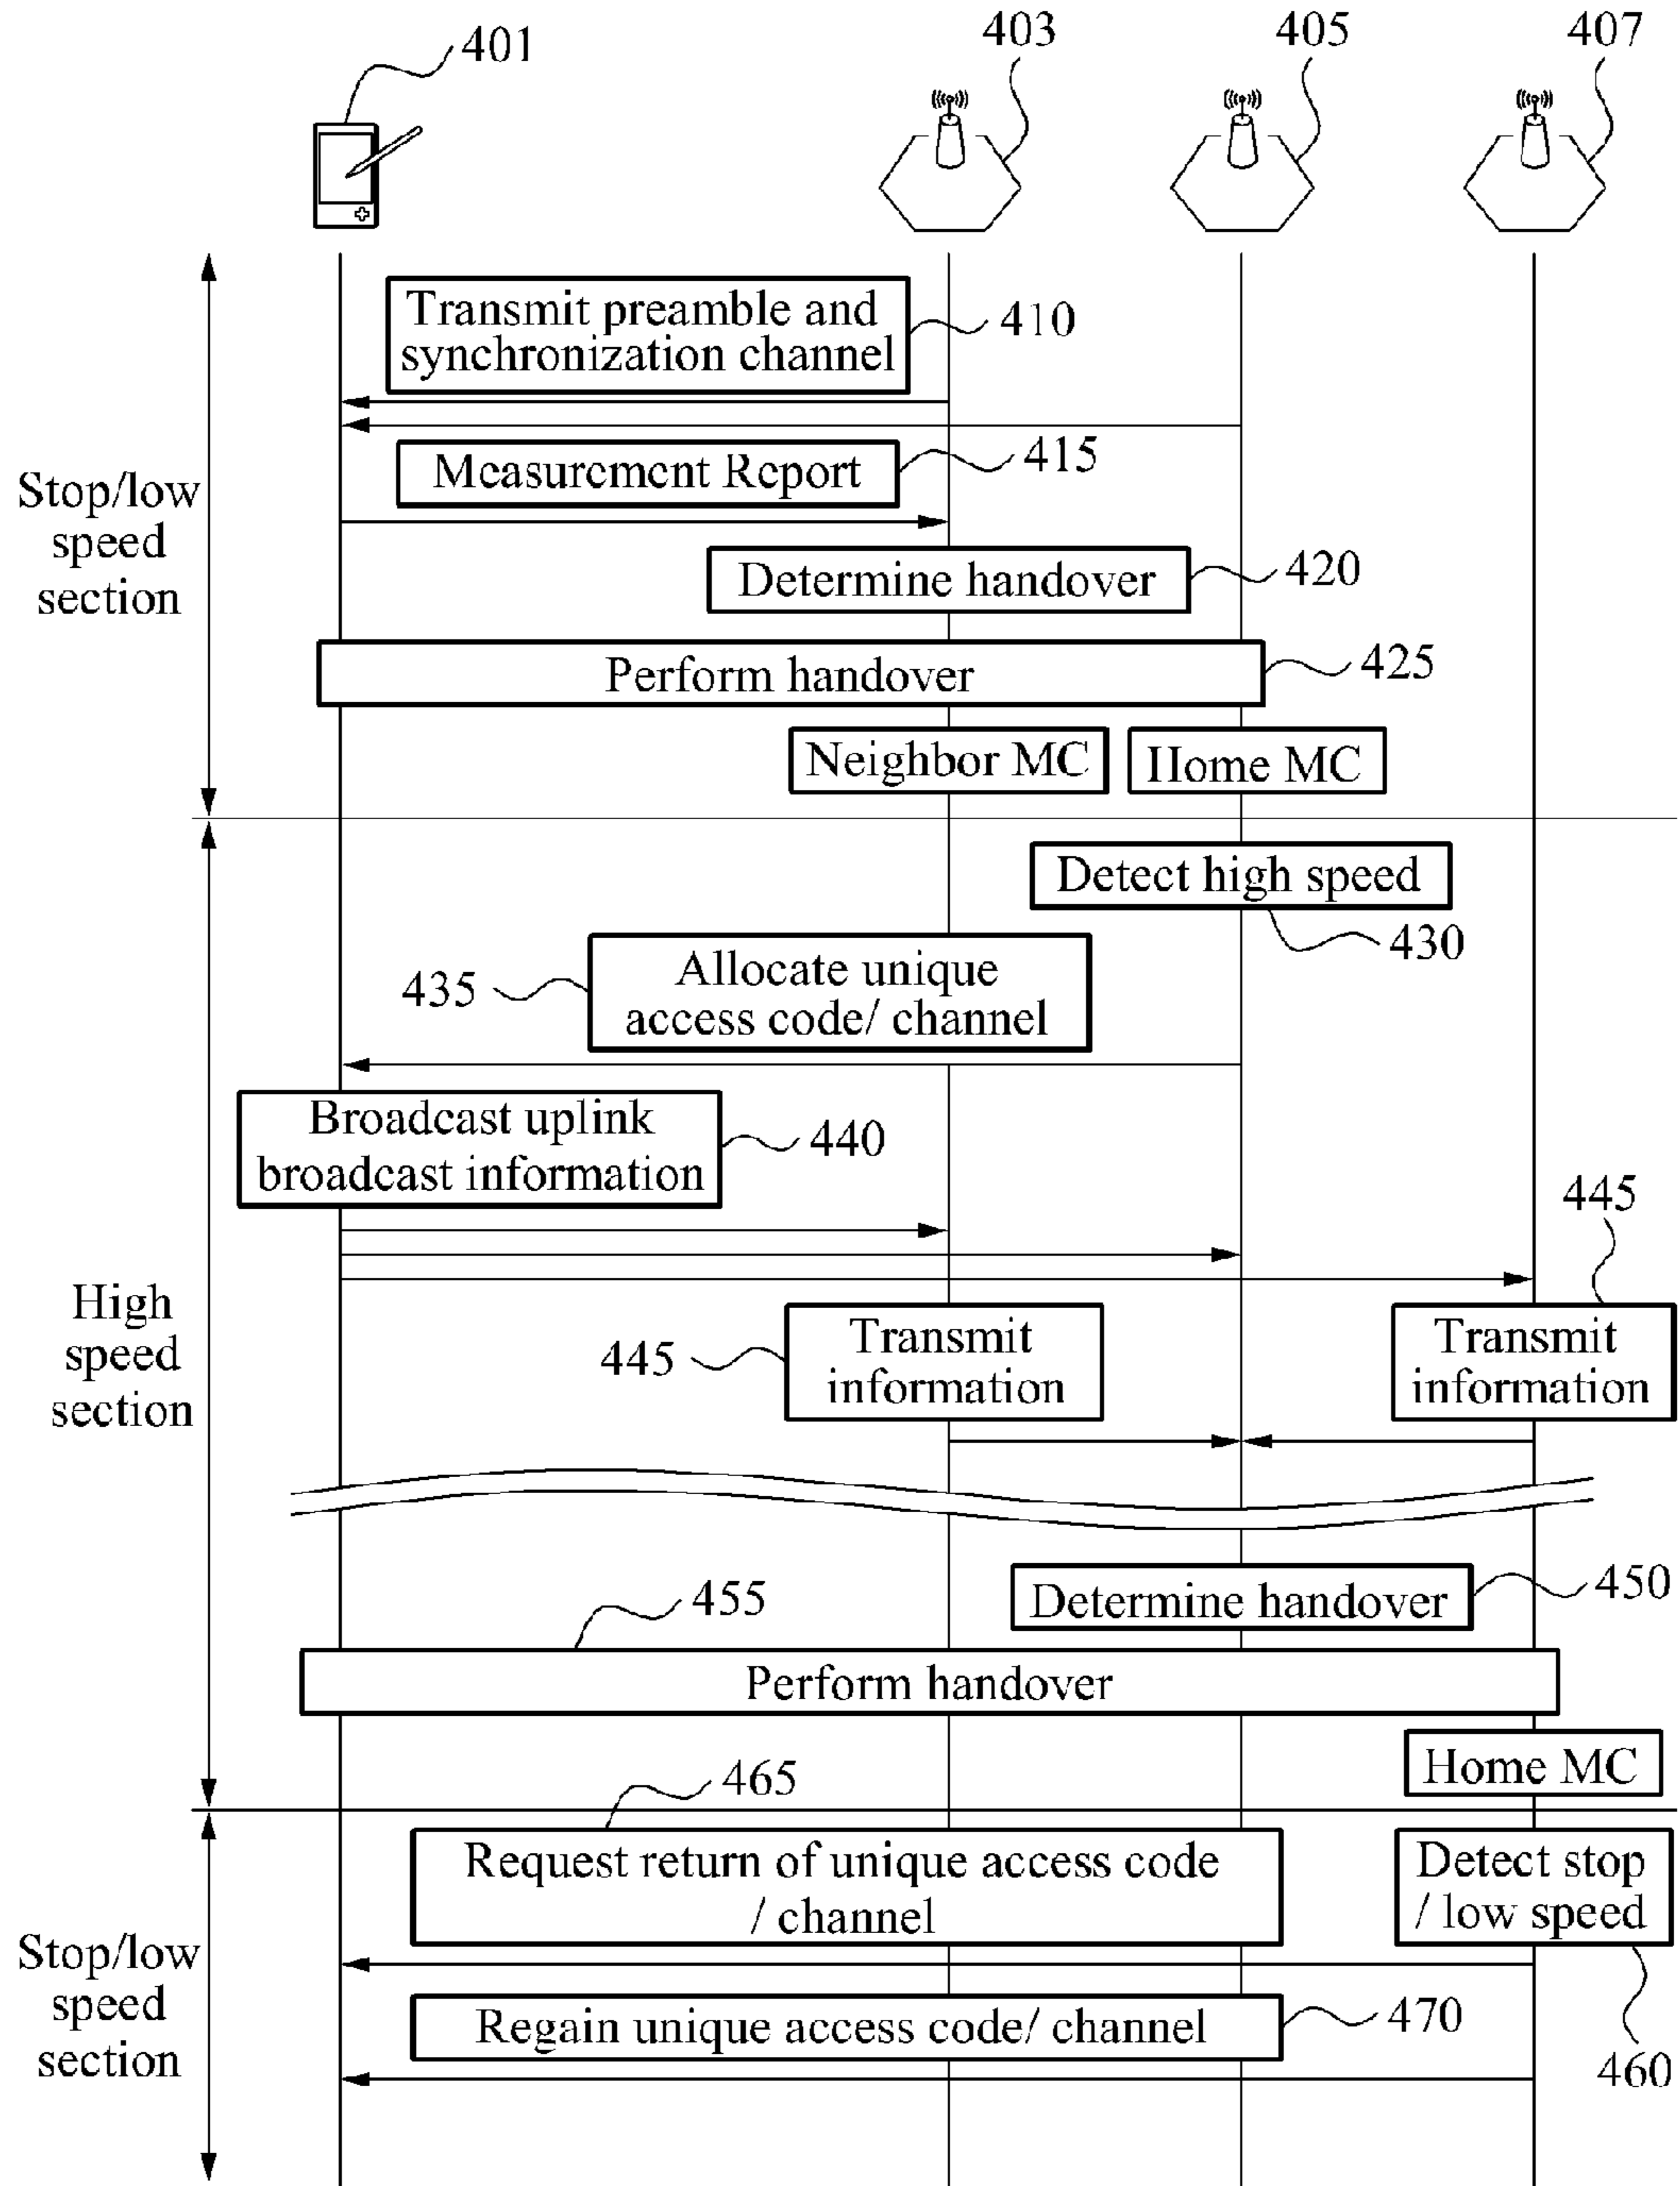 401
403
405
407
Transmit preamble and
synchronization channel
410
Measurement Report
415
Stop/low
speed
section
Determine handover
420
Perform handover
425
Neighbor MC
Home MC
Detect high speed
430
435
Allocate unique
access code/ channel
Broadcast uplink
broadcast information
440
445
High
speed
section
445
Transmit
information
Transmit
information
Determine handover
450
455
Perform handover
Home MC
465
Request return of unique access code
/ channel
Detect stop
/ low speed
Stop/low
speed
section
Regain unique access code/ channel
470
460